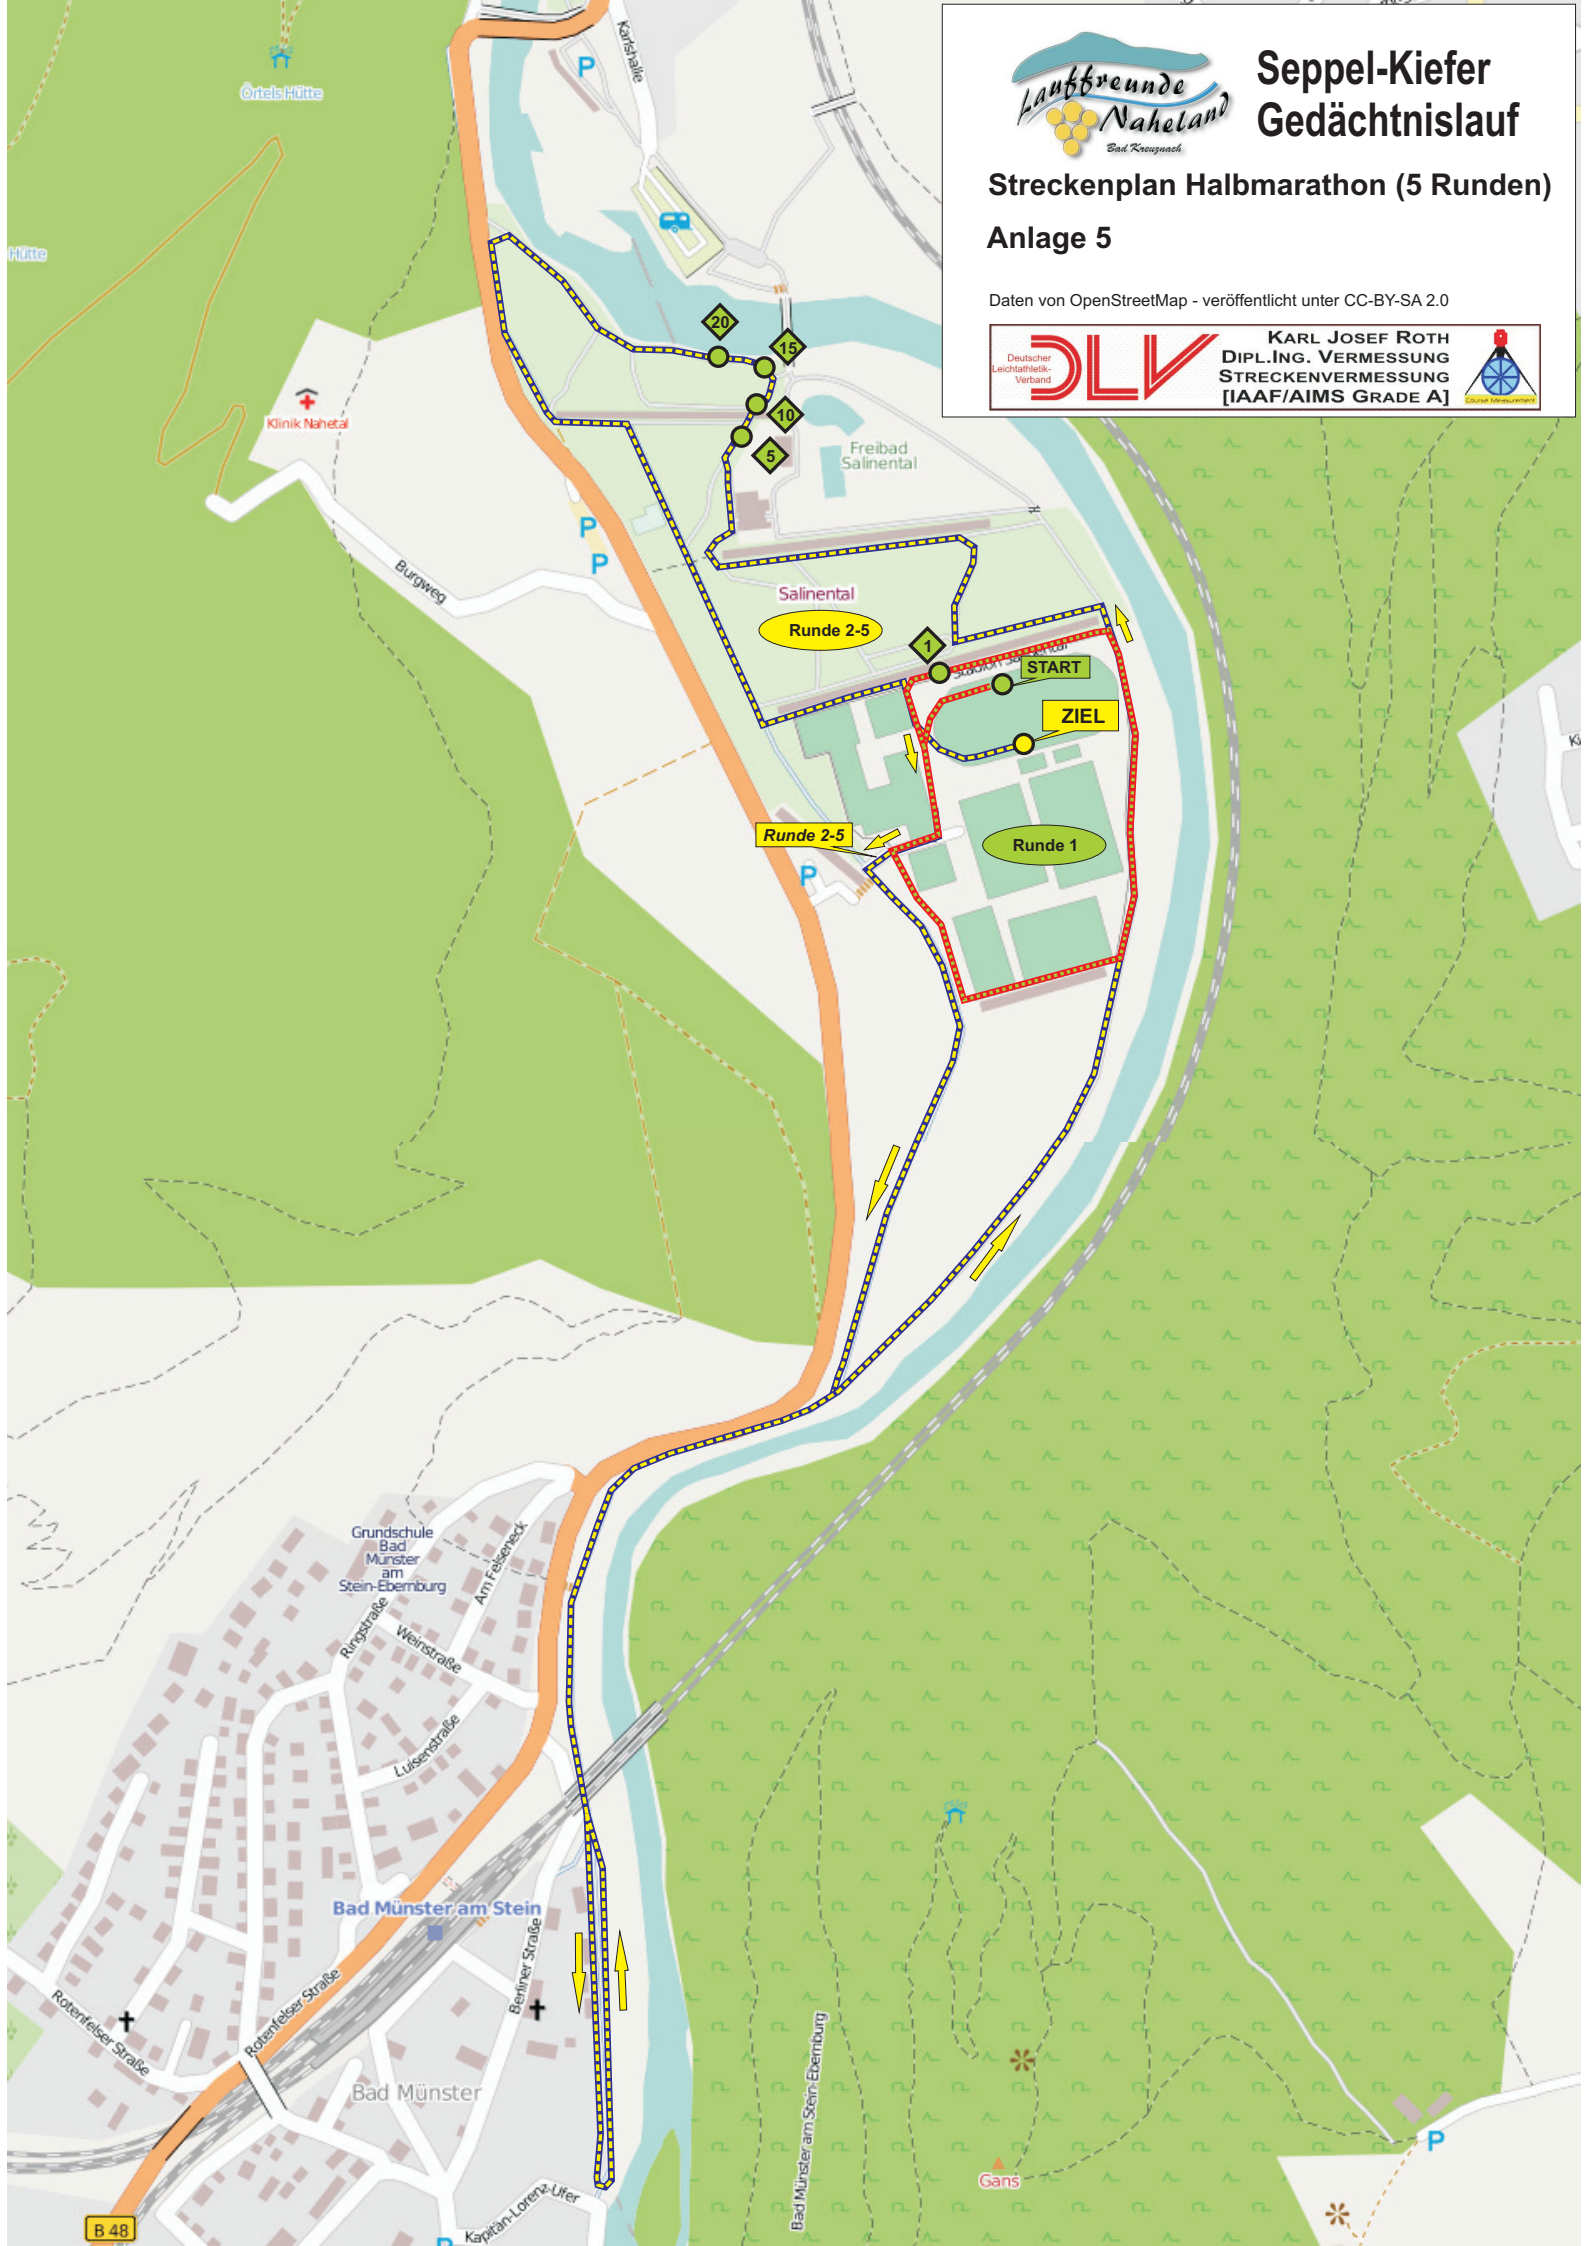 Örtels Hütte
Karlshalle
P
Lauffreunde
Naheland
Bad Kreuznach
Seppel-Kiefer
Gedächtnislauf
Streckenplan Halbmarathon (5 Runden)
Anlage 5
Daten von OpenStreetMap - veröffentlicht unter CC-BY-SA 2.0
Deutscher
Leichtathletik-
Verband
DLV
KARL JOSEF ROTH
DIPL.ING. VERMESSUNG
STRECKENVERMESSUNG
[IAAF/AIMS GRADE A]
Course Measurement
Hütte
20
15
10
5
Klinik Nahetal
Freibad
Salinental
P
P
Burgweg
Salinental
Runde 2-5
1
START
ZIEL
Runde 2-5
Runde 1
P
Grundschule
Bad
Münster
am
Stein-Ebernburg
Am Felseneck
Ringstraße
Weinstraße
Luisenstraße
Bad Münster am Stein
Berliner Straße
Rotenfelser Straße
Rotenfelser Straße
Bad Münster
Bad Münster am Stein-Ebernburg
Gans
P
Kapitän-Lorenz-Ufer
B 48
P